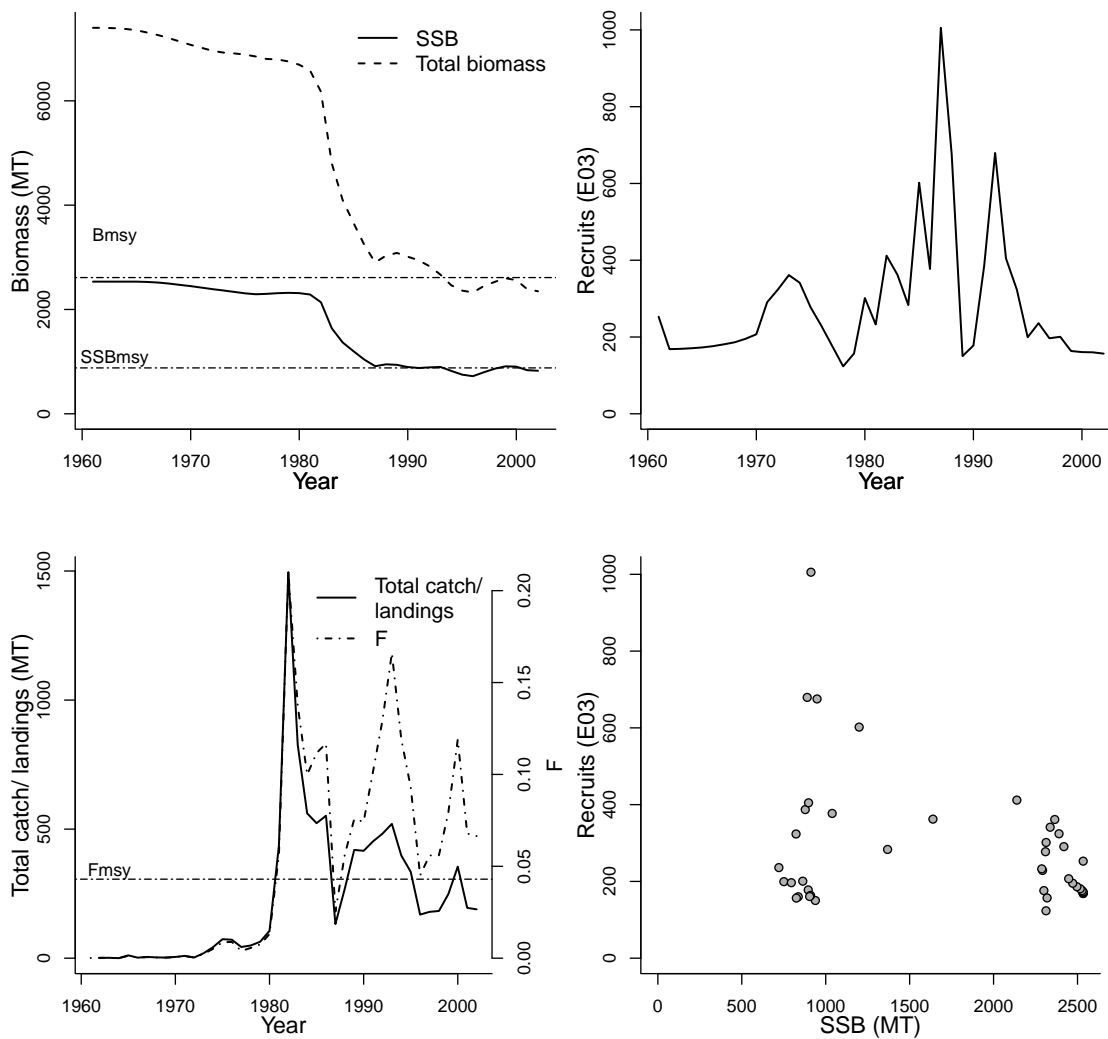 SSB
Total biomass
Biomass (MT)
6000
4000
2000
0
Bmsy
SSBmsy
1960 1970 1980 1990 2000
Year
Recruits (E03)
1000
800
600
400
200
0
1960 1970 1980 1990 2000
Year
Total catch/
landings
F
Total catch/ landings (MT)
1500
1000
500
0
Fmsy
0.20
0.15
0.10
0.05
0.00
F
1960 1970 1980 1990 2000
Year
Recruits (E03)
1000
800
600
400
200
0
0 500 1000 1500 2000 2500
SSB (MT)